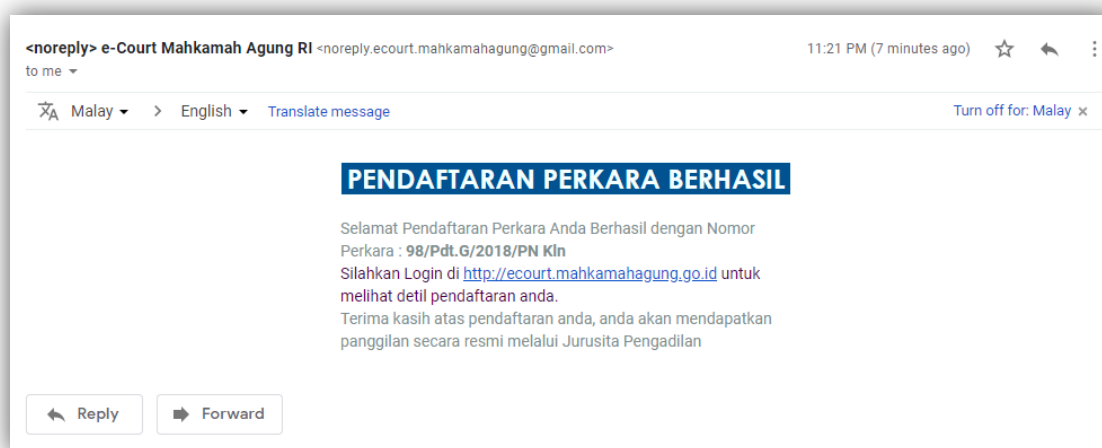 <noreply> e-Court Mahkamah Agung RI <noreply.ecourt.mahkamahagung@gmail.com> 11:21 PM (7 minutes ago)
to me
Malay > English Translate message Turn off for: Malay ×
PENDAFTARAN PERKARA BERHASIL
Selamat Pendaftaran Perkara Anda Berhasil dengan Nomor
Perkara : 98/Pdt.G/2018/PN Kln
Silahkan Login di http://ecourt.mahkamahagung.go.id untuk
melihat detil pendaftaran anda.
Terima kasih atas pendaftaran anda, anda akan mendapatkan
panggilan secara resmi melalui Jurusita Pengadilan
Reply Forward